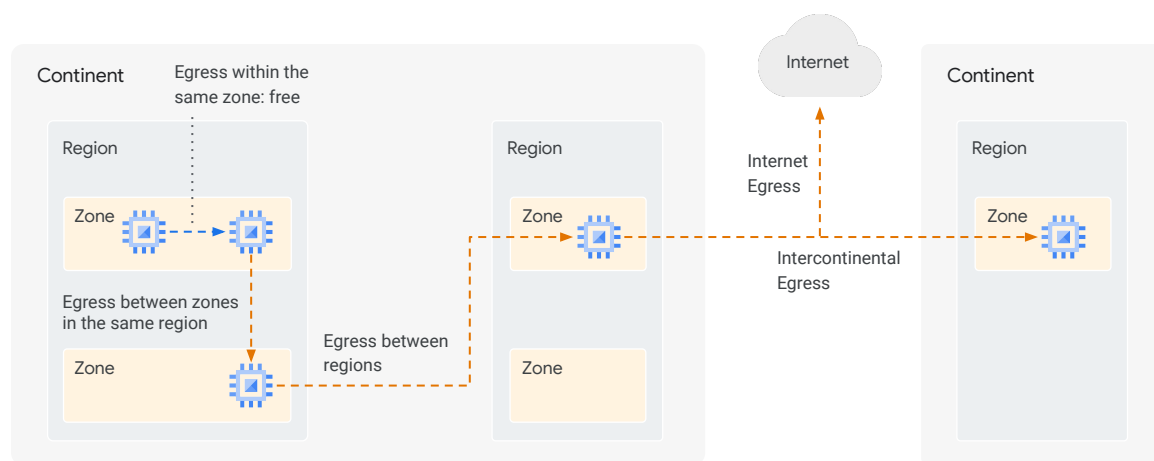 Continent
Egress within the
same zone: free
Region
Zone
Egress between zones
in the same region
Zone
Egress between
regions
Region
Zone
Zone
Internet
Internet
Egress
Intercontinental
Egress
Continent
Region
Zone